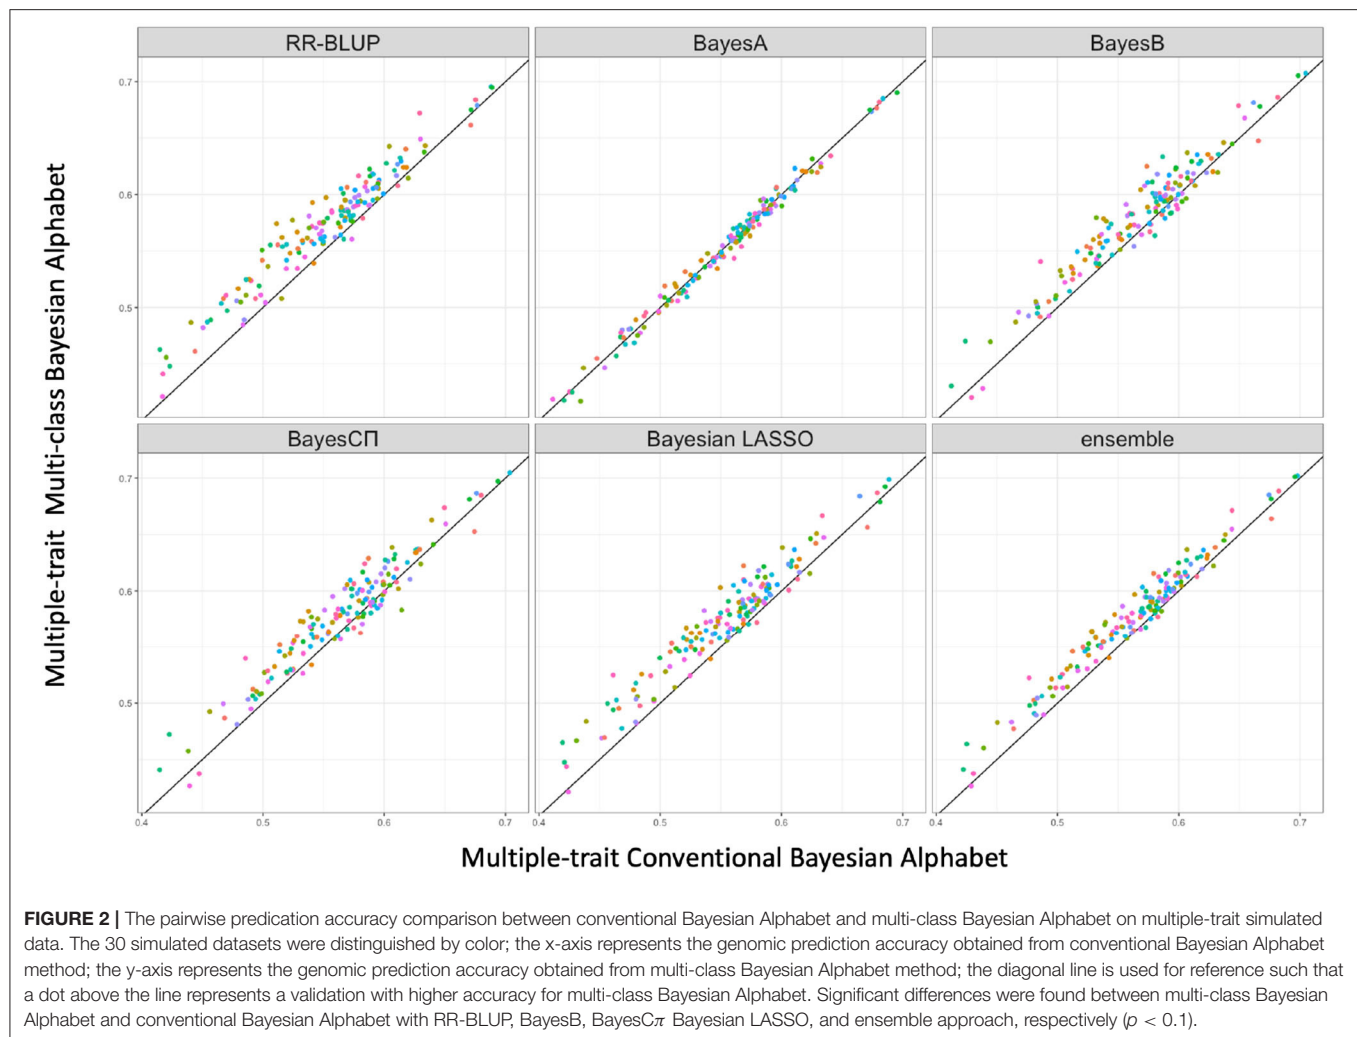 RR-BLUP
BayesA
BayesB
0.7
0.6
0.5
Multiple-trait Multi-class Bayesian Alphabet
BayesCΠ
Bayesian LASSO
ensemble
0.7
0.6
0.5
0.4 0.5 0.6 0.7 0.4 0.5 0.6 0.7 0.4 0.5 0.6 0.7
Multiple-trait Conventional Bayesian Alphabet
FIGURE 2 | The pairwise predication accuracy comparison between conventional Bayesian Alphabet and multi-class Bayesian Alphabet on multiple-trait simulated
data. The 30 simulated datasets were distinguished by color; the x-axis represents the genomic prediction accuracy obtained from conventional Bayesian Alphabet
method; the y-axis represents the genomic prediction accuracy obtained from multi-class Bayesian Alphabet method; the diagonal line is used for reference such that
a dot above the line represents a validation with higher accuracy for multi-class Bayesian Alphabet. Significant differences were found between multi-class Bayesian
Alphabet and conventional Bayesian Alphabet with RR-BLUP, BayesB, BayesCπ Bayesian LASSO, and ensemble approach, respectively (p < 0.1).